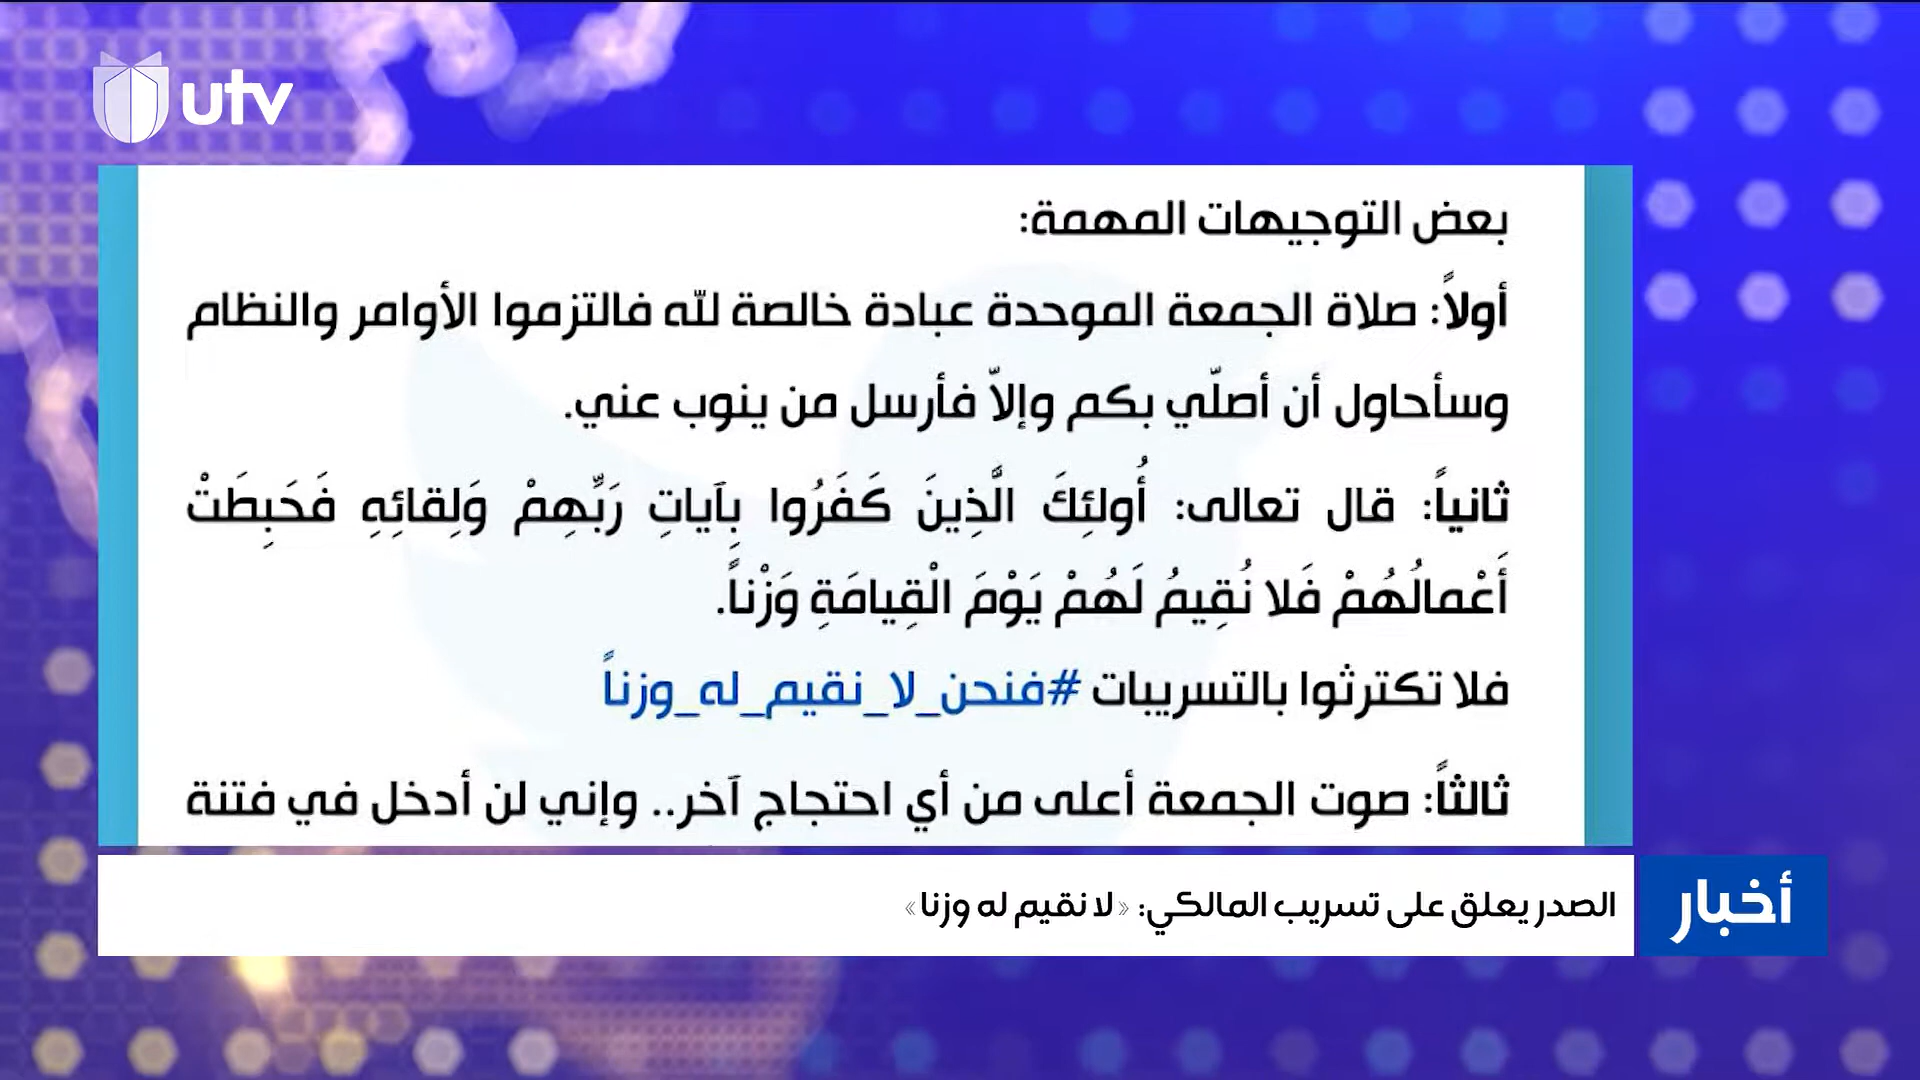 utv
بعض التوجيهات المهمة:
أولاً: صلاة الجمعة الموحدة عبادة خالصة للّه فالتزموا الأوامر والنظام
وسأحاول أن أصلّي بكم وإلاّ فأرسل من ينوب عني.
ثانياً: قال تعالى: أُولئِكَ الَّذِينَ كَفَرُوا بِآياتِ رَبِّهِمْ وَلِقائِهِ فَحَبِطَتْ
أَعْمالُهُمْ فَلا نُقِيمُ لَهُمْ يَوْمَ الْقِيامَةِ وَزْناً.
فلا تكترثوا بالتسريبات #فنحن_لا_نقيم_له_وزناً
ثالثاً: صوت الجمعة أعلى من أي احتجاج آخر.. وإني لن أدخل في فتنة
أخبار
الصدر يعلق على تسريب المالكي: «لا نقيم له وزنا»